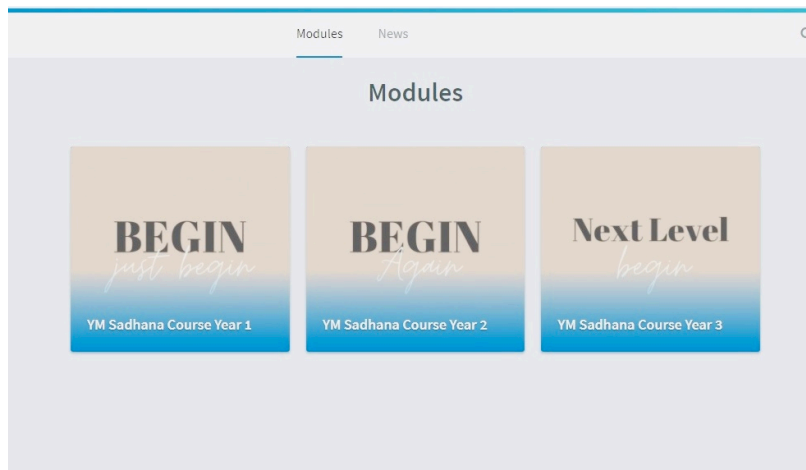 Modules
News
Modules
BEGIN
just begin
YM Sadhana Course Year 1
BEGIN
Again
YM Sadhana Course Year 2
Next Level
begin
YM Sadhana Course Year 3